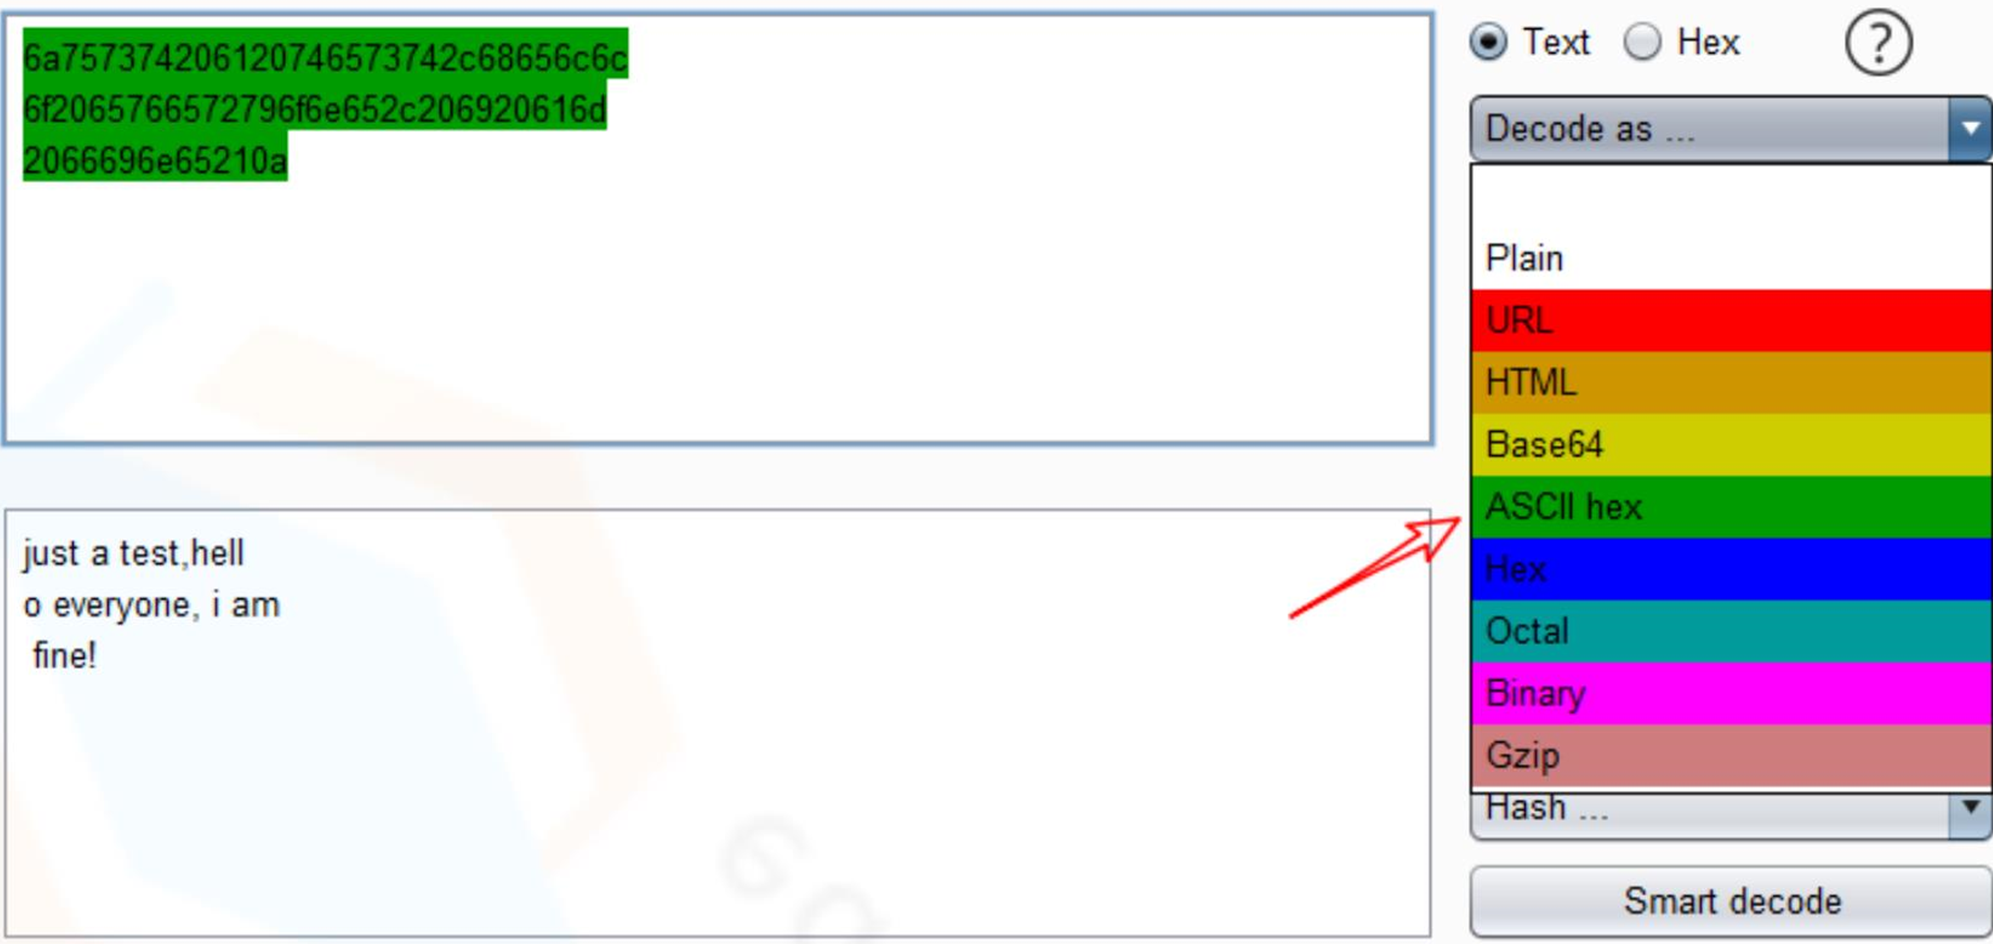 6a757374206120746573742c68656c6c
6f2065766572796f6e652c206920616d
2066696e65210a
Text
Hex
?
Decode as ...
Plain
URL
HTML
Base64
ASCII hex
Hex
Octal
Binary
Gzip
Hash ...
Smart decode
just a test,hell
o everyone, i am
fine!